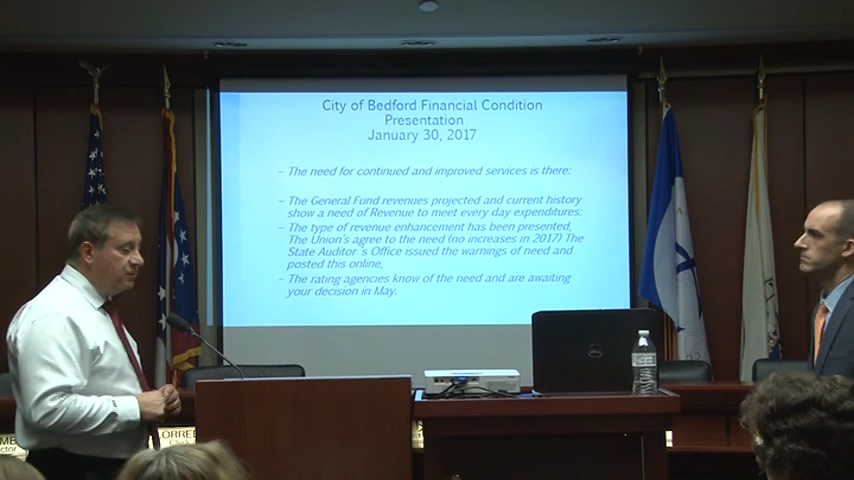 City of Bedford Financial Condition
Presentation
January 30, 2017
– The need for continued and improved services is there:
– The General Fund revenues projected and current history
show a need of Revenue to meet every day expenditures:
– The type of revenue enhancement has been presented,
The Union's agree to the need (no increases in 2017) The
State Auditor's Office issued the warnings of need and
posted this online,
– The rating agencies know of the need and are awaiting
your decision in May.
DELL